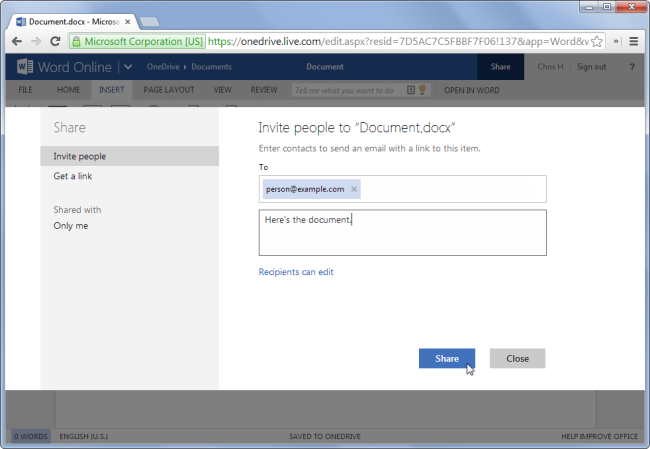 Document.docx - Microso
Microsoft Corporation [US] https://onedrive.live.com/edit.aspx?resid=7D5AC7C5FBBF7F06!137&app=Word&
Word Online OneDrive Documents Document Share Chris H Sign out ?
FILE HOME INSERT PAGE LAYOUT VIEW REVIEW Tell me what you want to do OPEN IN WORD
Share
Invite people
Get a link
Shared with
Only me
Invite people to “Document.docx”
Enter contacts to send an email with a link to this item.
To
person@example.com
Here's the document.
Recipients can edit
Share Close
0 WORDS ENGLISH (U.S.) SAVED TO ONEDRIVE HELP IMPROVE OFFICE